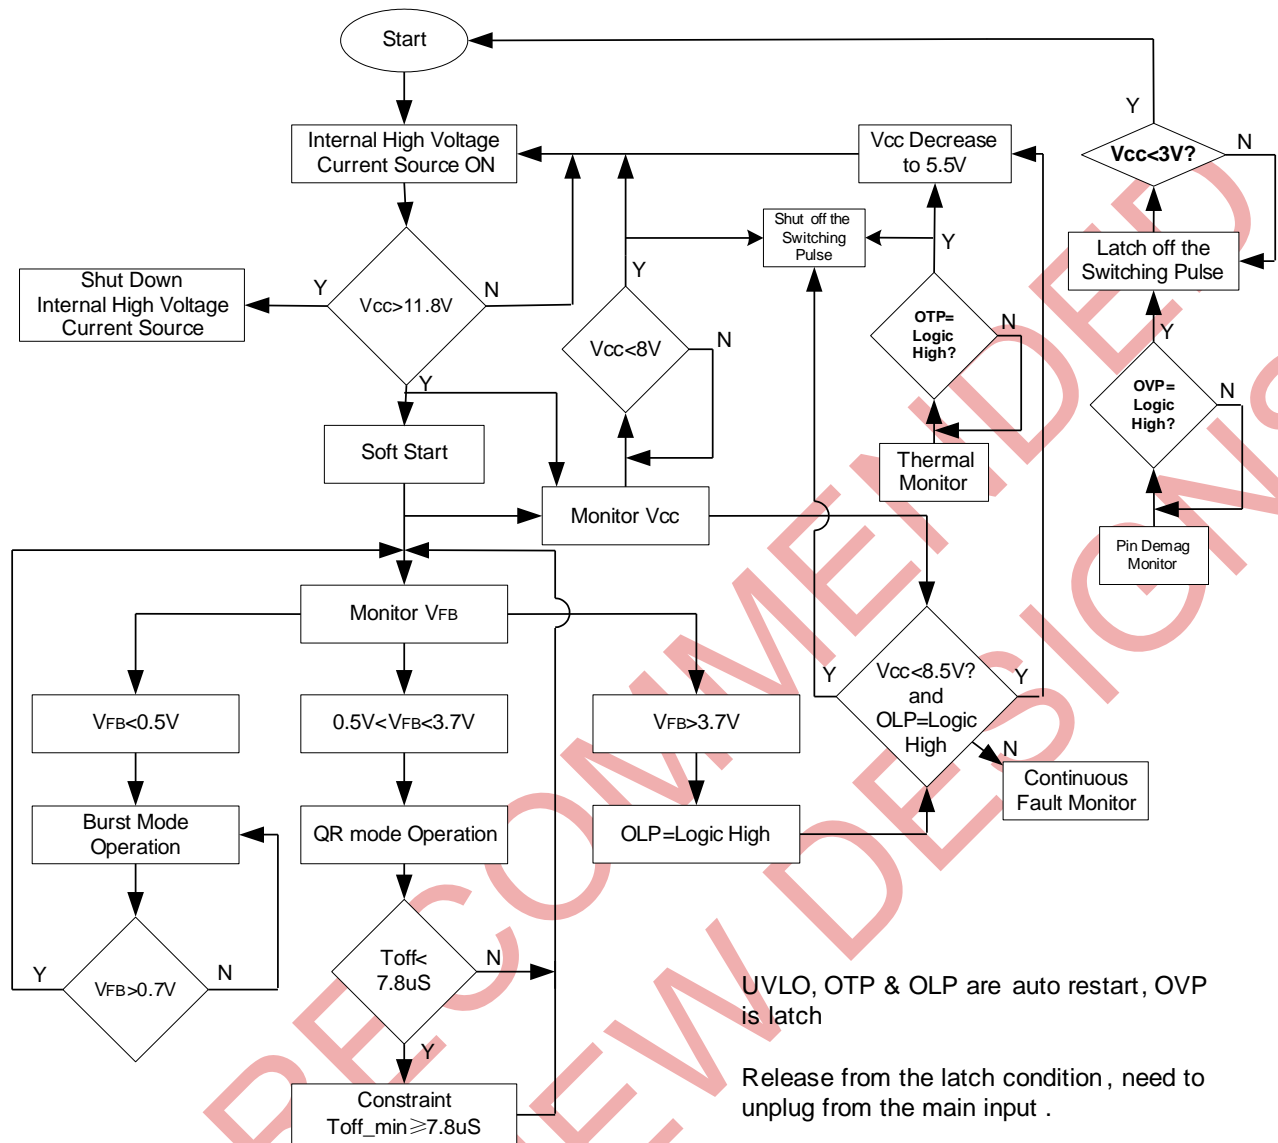 Start
Y
Internal High Voltage
Current Source ON
Vcc Decrease
to 5.5V
Vcc<3V?
N
Shut off the
Switching
Pulse
Y
Y
Latch off the
Switching Pulse
Shut Down
Internal High Voltage
Current Source
Y
Vcc>11.8V
N
Vcc<8V
N
OTP=
Logic
High?
N
Y
OVP=
Logic
High?
N
Y
Soft Start
Thermal
Monitor
Monitor Vcc
Pin Demag
Monitor
Monitor VFB
Y
Vcc<8.5V?
and
OLP=Logic
High
Y
N
VFB<0.5V
0.5V<VFB<3.7V
VFB>3.7V
Continuous
Fault Monitor
Burst Mode
Operation
QR mode Operation
OLP=Logic High
Y
VFB>0.7V
N
Toff<
7.8uS
N
Y
Constraint
Toff_min≥7.8uS
UVLO, OTP & OLP are auto restart, OVP
is latch
Release from the latch condition, need to
unplug from the main input .
RECOMMENDED
EW DESIGNS